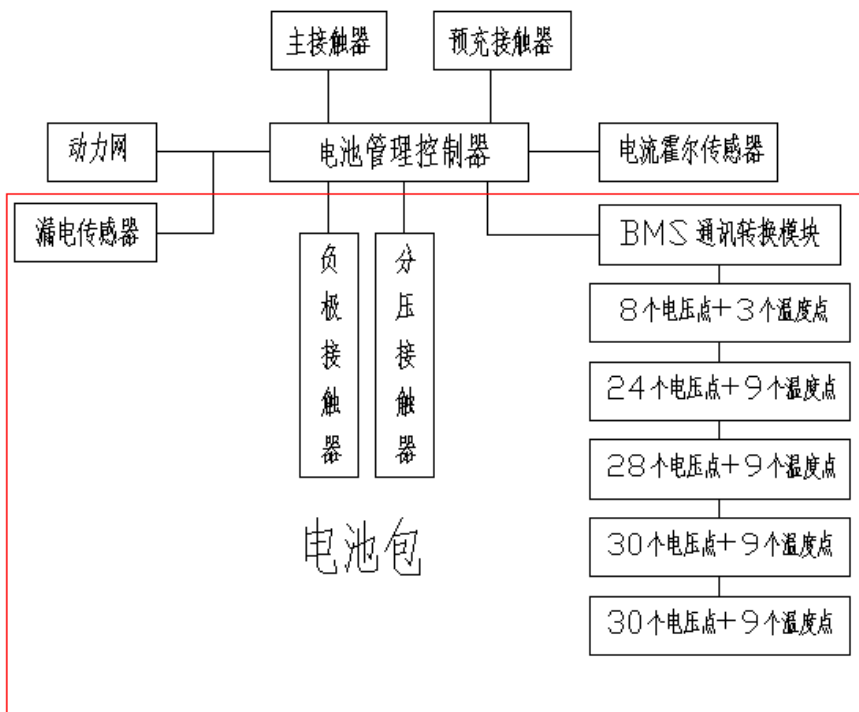 主接触器
预充接触器
动力网
电池管理控制器
电流霍尔传感器
漏电传感器
BMS 通讯转换模块
负极接触器
分压接触器
8个电压点+3个温度点
24个电压点+9个温度点
28个电压点+9个温度点
30个电压点+9个温度点
30个电压点+9个温度点
电池包